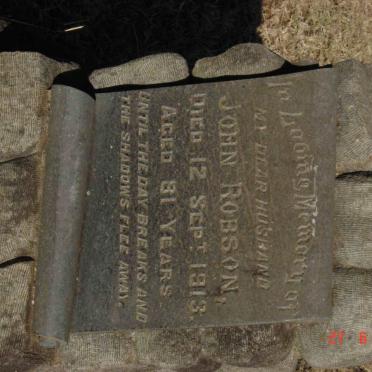 In Loving Memory of
MY DEAR HUSBAND
JOHN ROBSON,
DIED 12 SEPT 1913
AGED 81 YEARS
UNTIL THE DAY BREAKS AND
THE SHADOWS FLEE AWAY.